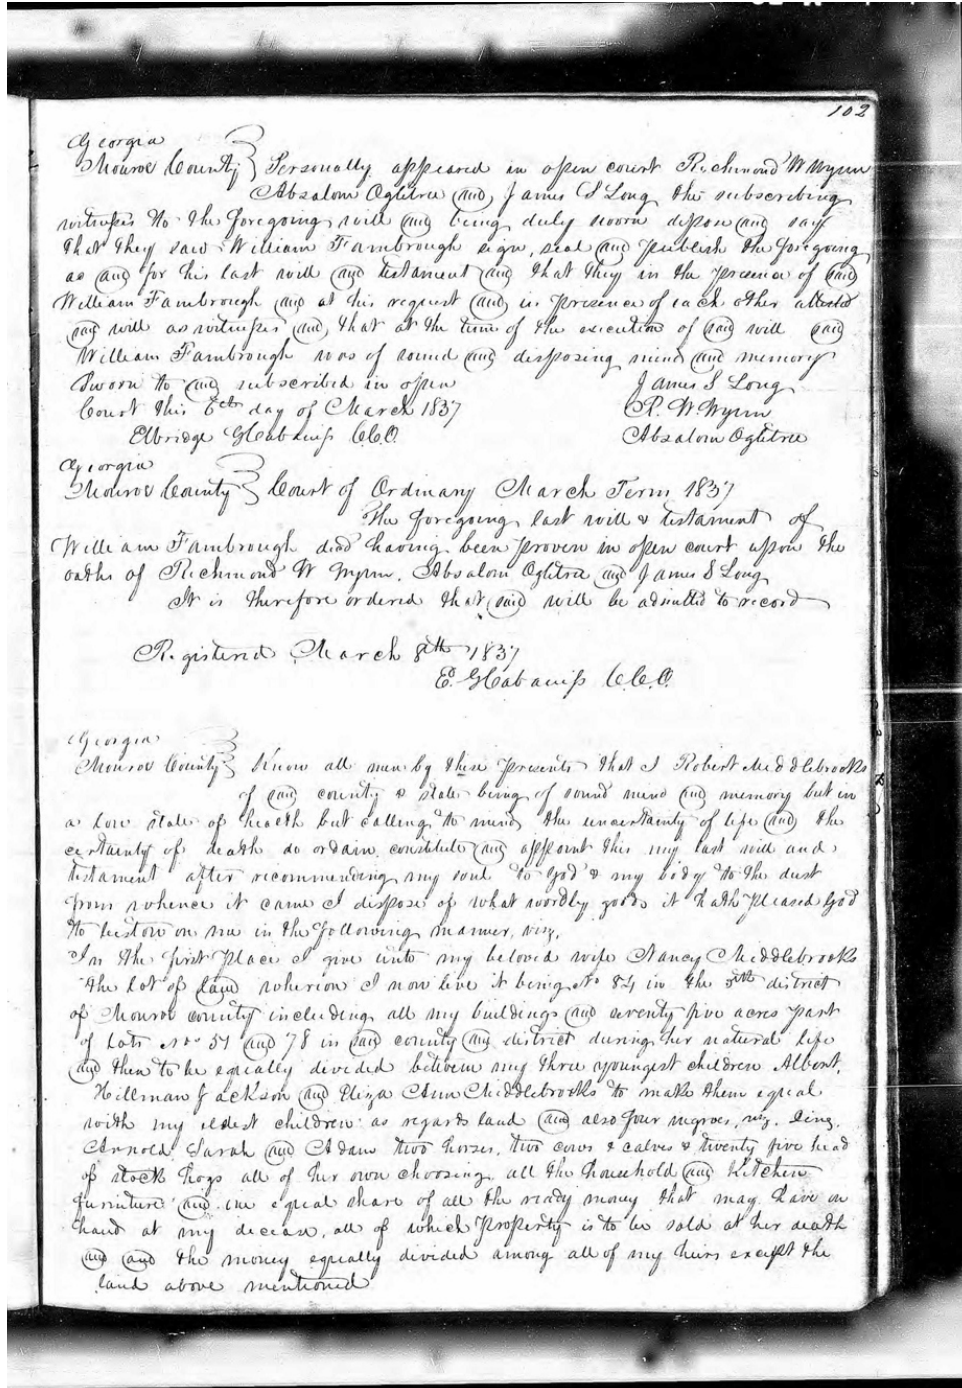 102
Georgia
Monroe County } Personally appeared in open court Richmond W Wynn
Absalom Ogletree and James S Long the subscribing
witnesses to the foregoing will and being duly sworn depose and say
that they saw William Fambrough sign, seal and publish the foregoing
as and for his last will and testament and that they in the presence of said
William Fambrough and at his request and in presence of each other attested
said will as witnesses and that at the time of the execution of said will said
William Fambrough was of sound and disposing mind and memory
Sworn to and subscribed in open James S Long
Court this day of March 1837 R. W. Wynn
Elbridge G Cabaniss C.C.O. Absalom Ogletree
Georgia
Monroe County } Court of Ordinary March Term 1837
The foregoing last will & testament of
William Fambrough decd having been proven in open court upon the
oaths of Richmond W Wynn, Absalom Ogletree and James S Long
It is therefore ordered that said will be admitted to record
Registered March 8th 1837
E. G Cabaniss C.C.O.
Georgia
Monroe County } Know all men by these presents that I Robert Middlebrooks
of said county & state being of sound mind and memory but in
a low state of health but calling to mind the uncertainty of life and the
certainty of death do ordain, constitute and appoint this my last will and
testament after recommending my soul to God & my body to the dust
from whence it came I dispose of what wordly goods it hath pleased God
to bestow on me in the following manner, viz,
In the first place I give unto my beloved wife Nancy Middlebrooks
the lot of land whereon I now live it being No 84 in the 5th district
of Monroe county including all my buildings and seventy five acres part
of Lots Nos 51 and 78 in said county and district during her natural life
and then to be equally divided between my three youngest children Albert,
Hillman Jackson and Eliza Ann Middlebrooks to make them equal
with my eldest children as regards land and also four negroes, viz.
Arnold, Sarah and Adam two horses, two cows & calves & twenty five head
of stock hogs all of her own choosing, all the household and kitchen
furniture and an equal share of all the ready money that may have on
hand at my decease, all of which property is to be sold at her death
and and the money equally divided among all of my heirs except the
land above mentioned